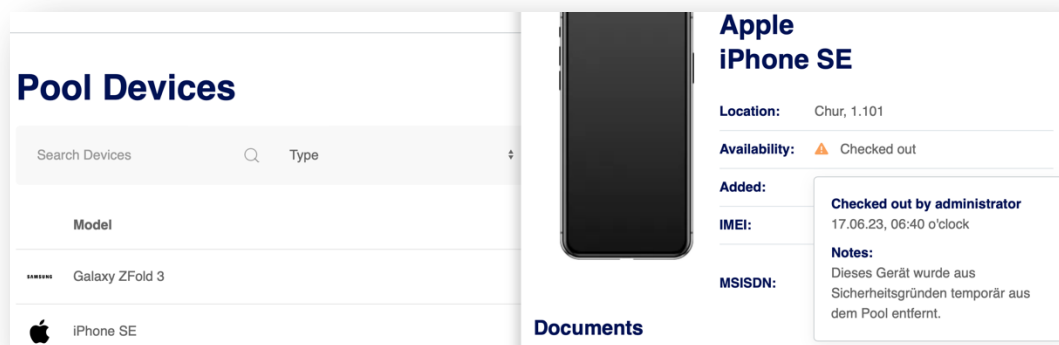 Pool Devices
Search Devices
Type
Model
SAMSUNG
Galaxy ZFold 3
iPhone SE
Apple
iPhone SE
Location: Chur, 1.101
Availability: Checked out
Added:
IMEI:
MSISDN:
Checked out by administrator
17.06.23, 06:40 o'clock
Notes:
Dieses Gerät wurde aus
Sicherheitsgründen temporär aus
dem Pool entfernt.
Documents